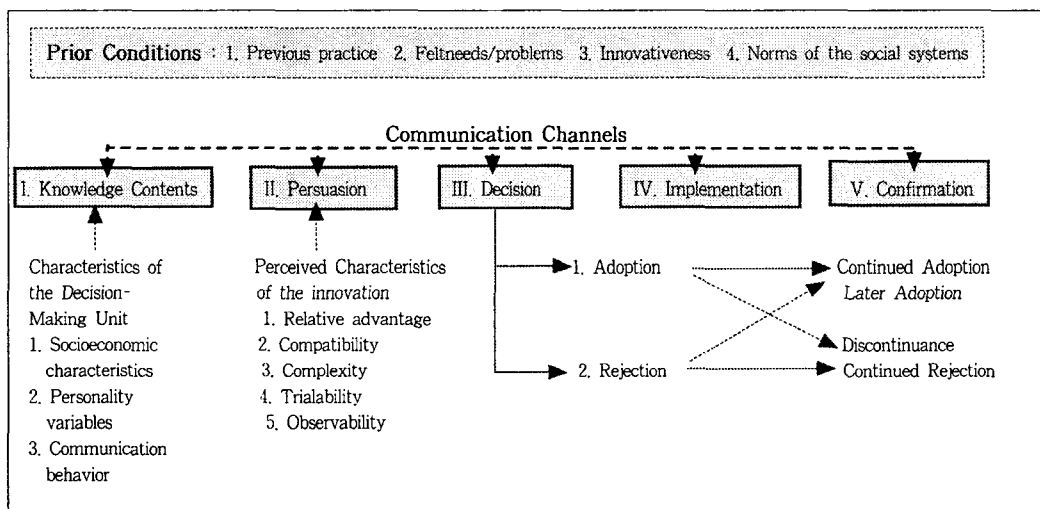 Prior Conditions : 1. Previous practice 2. Feltneeds/problems 3. Innovativeness 4. Norms of the social systems
Communication Channels
I. Knowledge Contents
II. Persuasion
III. Decision
IV. Implementation
V. Confirmation
Characteristics of
the Decision-
Making Unit
1. Socioeconomic
characteristics
2. Personality
variables
3. Communication
behavior
Perceived Characteristics
of the innovation
1. Relative advantage
2. Compatibility
3. Complexity
4. Trialability
5. Observability
1. Adoption
2. Rejection
Continued Adoption
Later Adoption
Discontinuance
Continued Rejection